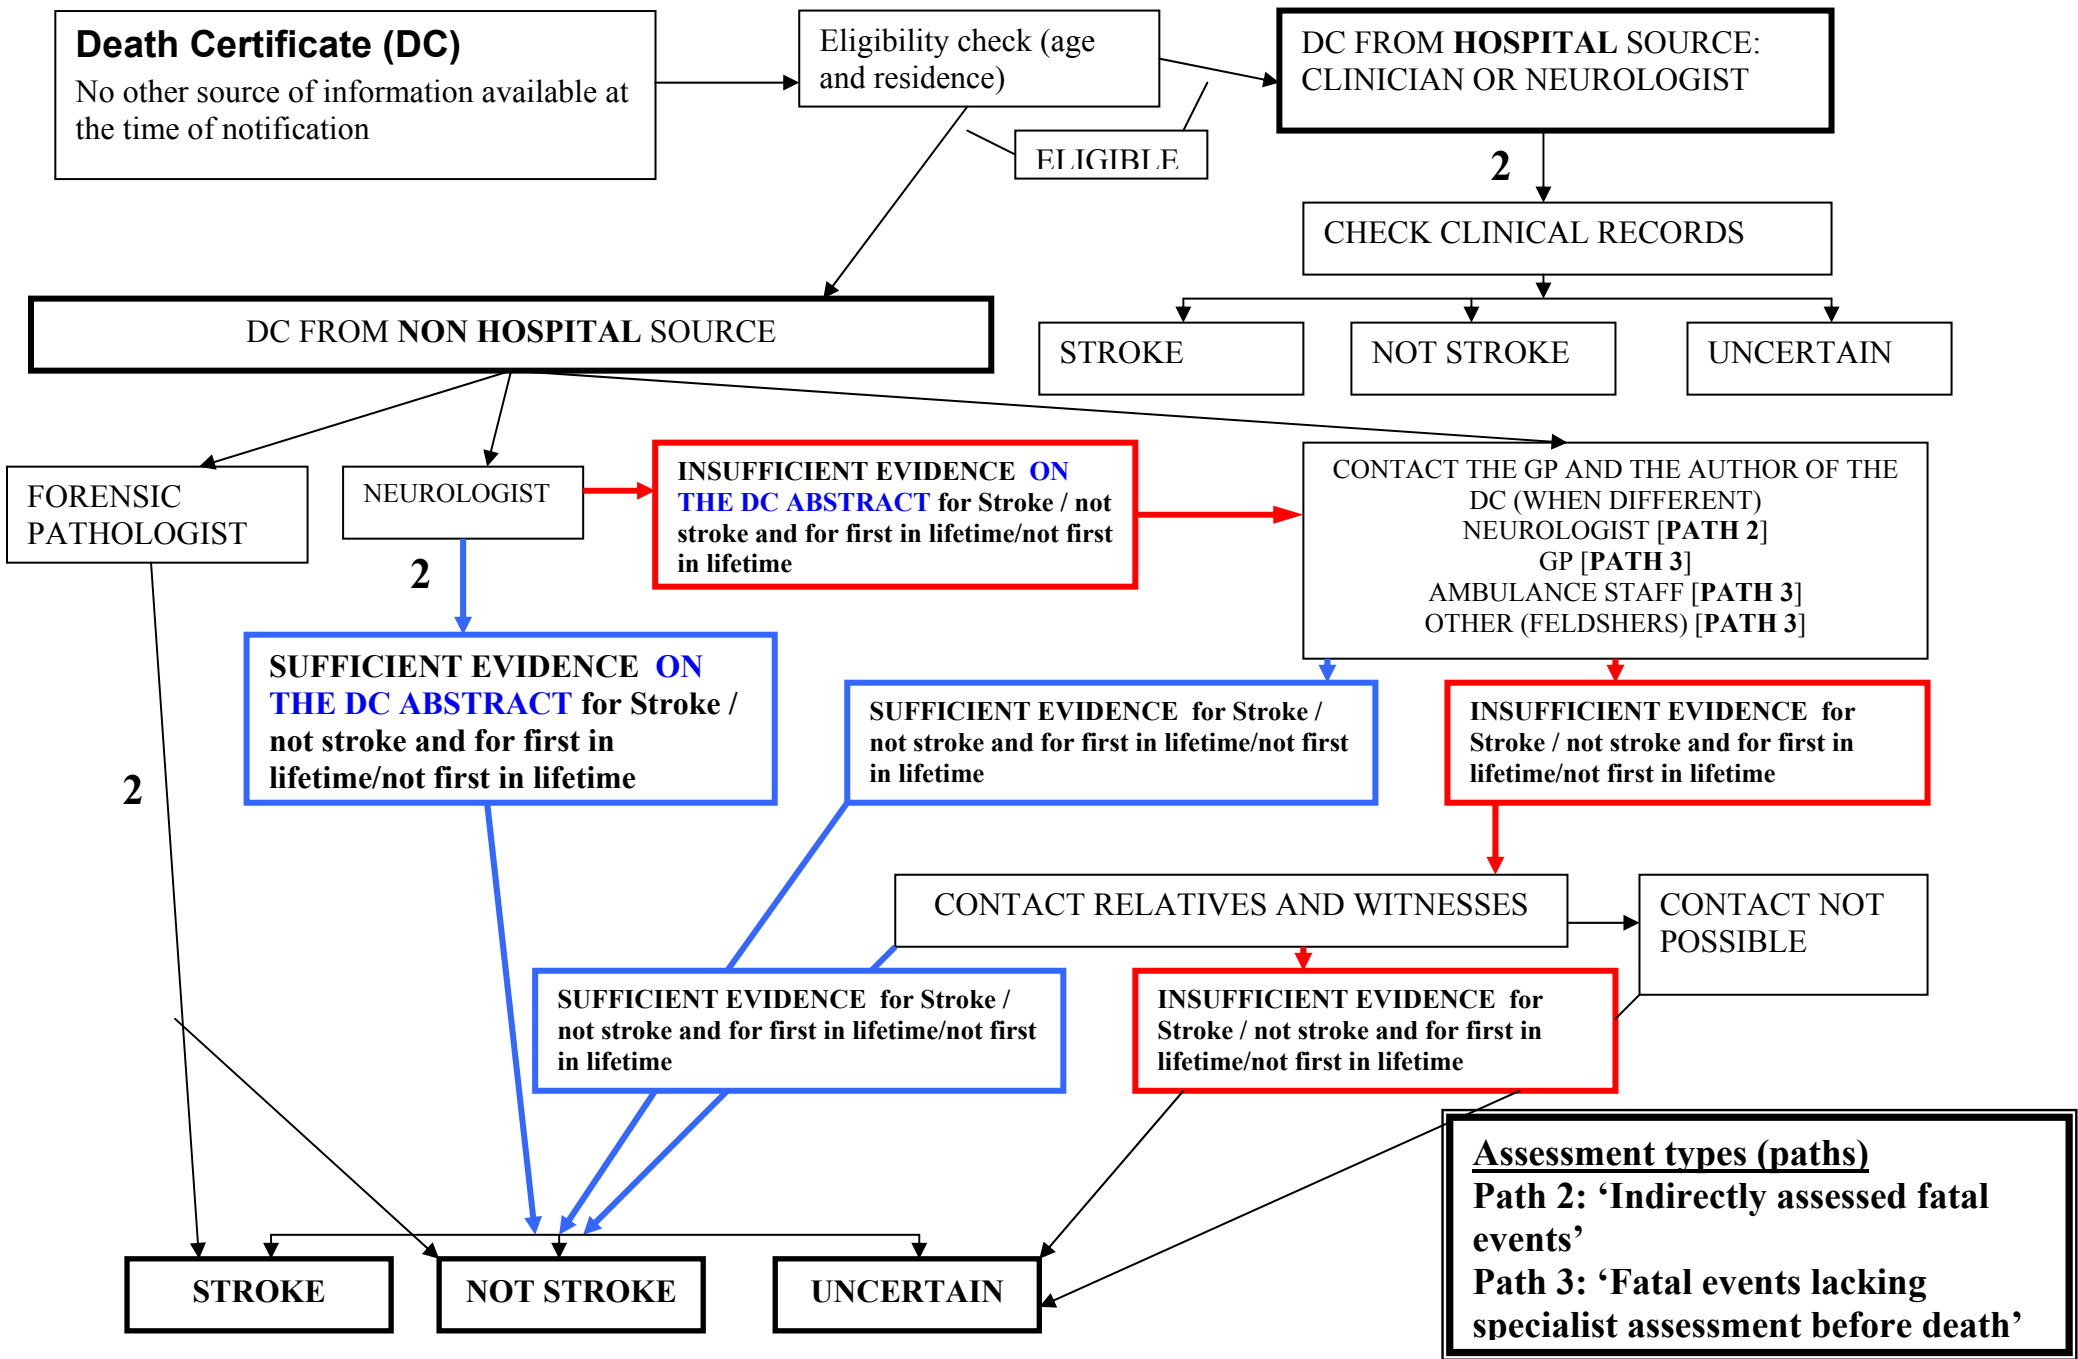 Death Certificate (DC)
No other source of information available at
the time of notification
Eligibility check (age
and residence)
DC FROM HOSPITAL SOURCE:
CLINICIAN OR NEUROLOGIST
ELIGIBLE
2
CHECK CLINICAL RECORDS
DC FROM NON HOSPITAL SOURCE
STROKE
NOT STROKE
UNCERTAIN
FORENSIC
PATHOLOGIST
NEUROLOGIST
INSUFFICIENT EVIDENCE ON
THE DC ABSTRACT for Stroke / not
stroke and for first in lifetime/not first
in lifetime
CONTACT THE GP AND THE AUTHOR OF THE
DC (WHEN DIFFERENT)
NEUROLOGIST [PATH 2]
GP [PATH 3]
AMBULANCE STAFF [PATH 3]
OTHER (FELDSHERS) [PATH 3]
2
SUFFICIENT EVIDENCE ON
THE DC ABSTRACT for Stroke /
not stroke and for first in
lifetime/not first in lifetime
SUFFICIENT EVIDENCE for Stroke /
not stroke and for first in lifetime/not first
in lifetime
INSUFFICIENT EVIDENCE for
Stroke / not stroke and for first in
lifetime/not first in lifetime
2
CONTACT RELATIVES AND WITNESSES
CONTACT NOT
POSSIBLE
SUFFICIENT EVIDENCE for Stroke /
not stroke and for first in lifetime/not first
in lifetime
INSUFFICIENT EVIDENCE for
Stroke / not stroke and for first in
lifetime/not first in lifetime
Assessment types (paths)
Path 2: ‘Indirectly assessed fatal
events’
Path 3: ‘Fatal events lacking
specialist assessment before death’
STROKE
NOT STROKE
UNCERTAIN